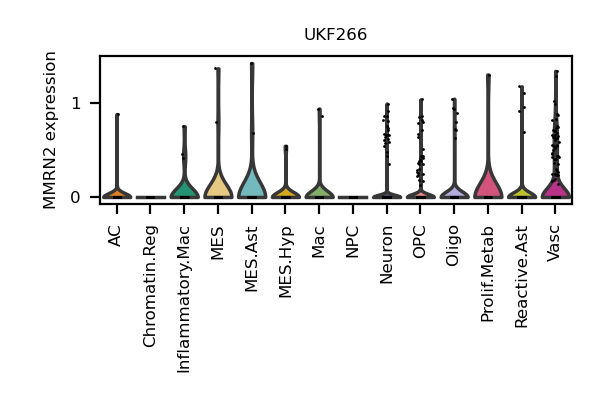 UKF266
MMRN2 expression
1
0
AC
Chromatin.Reg
Inflammatory.Mac
MES
MES.Ast
MES.Hyp
Mac
NPC
Neuron
OPC
Oligo
Prolif.Metab
Reactive.Ast
Vasc